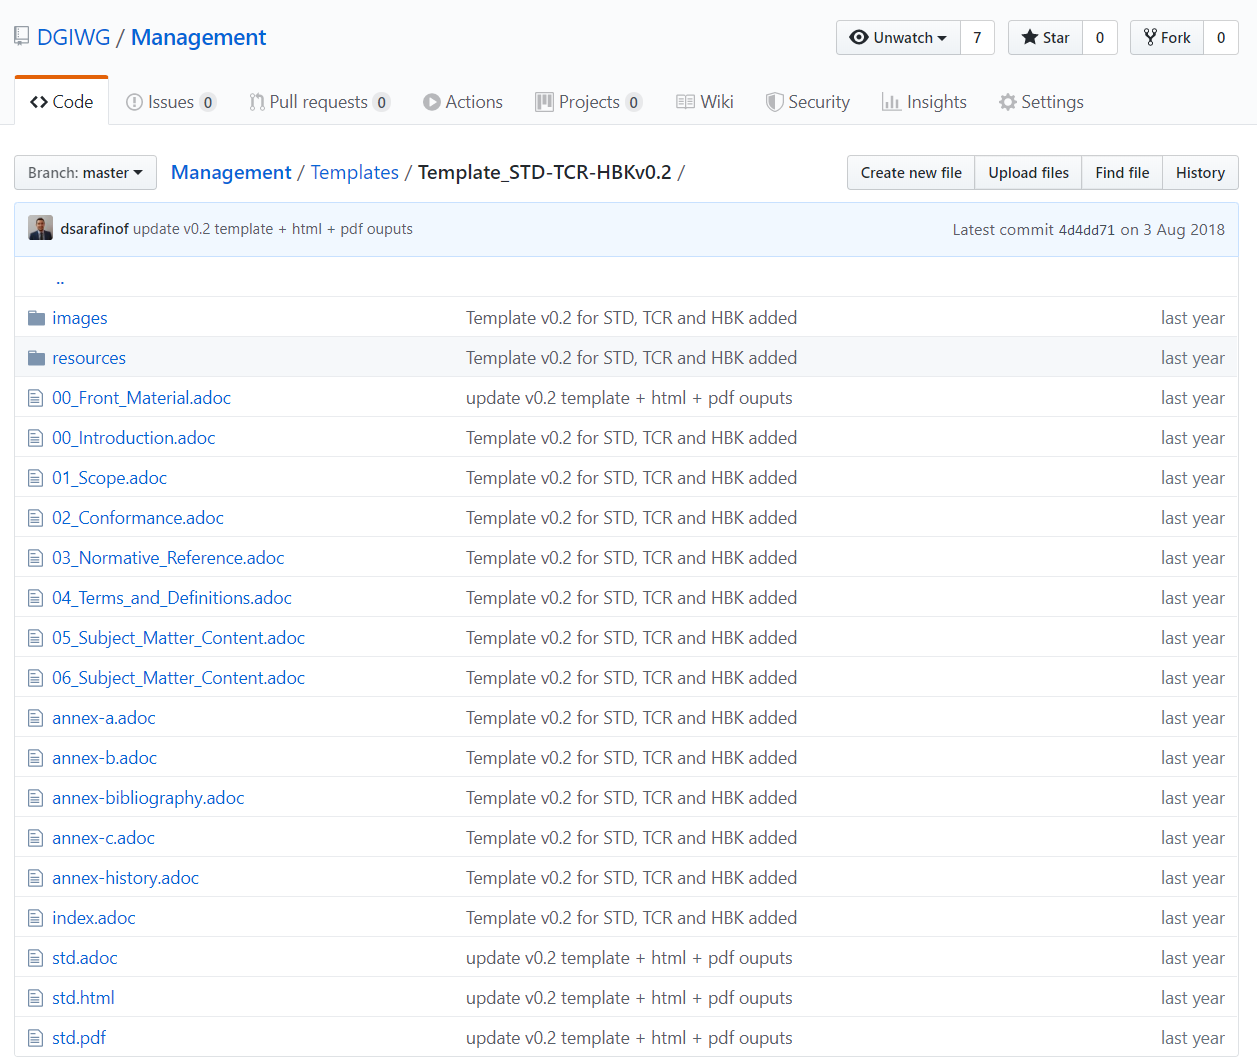 DGIWG / Management
Unwatch 7 Star 0 Fork 0
Code Issues 0 Pull requests 0 Actions Projects 0 Wiki Security Insights Settings
Branch: master Management / Templates / Template_STD-TCR-HBKv0.2 / Create new file Upload files Find file History
dsarafinof update v0.2 template + html + pdf ouputs Latest commit 4d4dd71 on 3 Aug 2018
..
images Template v0.2 for STD, TCR and HBK added last year
resources Template v0.2 for STD, TCR and HBK added last year
00_Front_Material.adoc update v0.2 template + html + pdf ouputs last year
00_Introduction.adoc Template v0.2 for STD, TCR and HBK added last year
01_Scope.adoc Template v0.2 for STD, TCR and HBK added last year
02_Conformance.adoc Template v0.2 for STD, TCR and HBK added last year
03_Normative_Reference.adoc Template v0.2 for STD, TCR and HBK added last year
04_Terms_and_Definitions.adoc Template v0.2 for STD, TCR and HBK added last year
05_Subject_Matter_Content.adoc Template v0.2 for STD, TCR and HBK added last year
06_Subject_Matter_Content.adoc Template v0.2 for STD, TCR and HBK added last year
annex-a.adoc Template v0.2 for STD, TCR and HBK added last year
annex-b.adoc Template v0.2 for STD, TCR and HBK added last year
annex-bibliography.adoc Template v0.2 for STD, TCR and HBK added last year
annex-c.adoc Template v0.2 for STD, TCR and HBK added last year
annex-history.adoc Template v0.2 for STD, TCR and HBK added last year
index.adoc Template v0.2 for STD, TCR and HBK added last year
std.adoc update v0.2 template + html + pdf ouputs last year
std.html update v0.2 template + html + pdf ouputs last year
std.pdf update v0.2 template + html + pdf ouputs last year